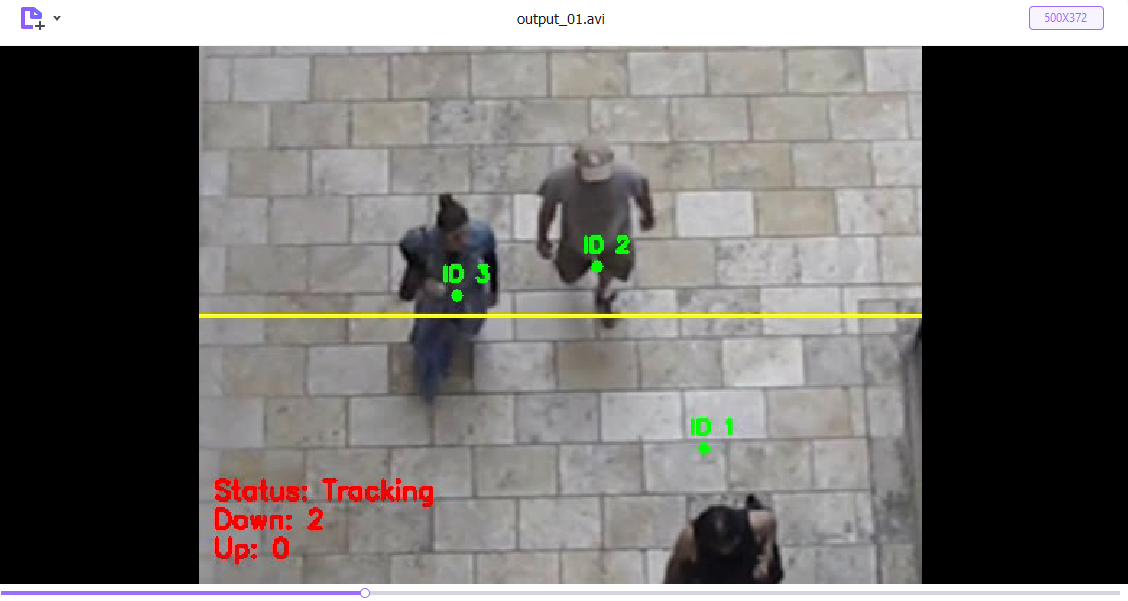 output_01.avi
500X372
ID 2
ID 3
ID 1
Status: Tracking
Down: 2
Up: 0